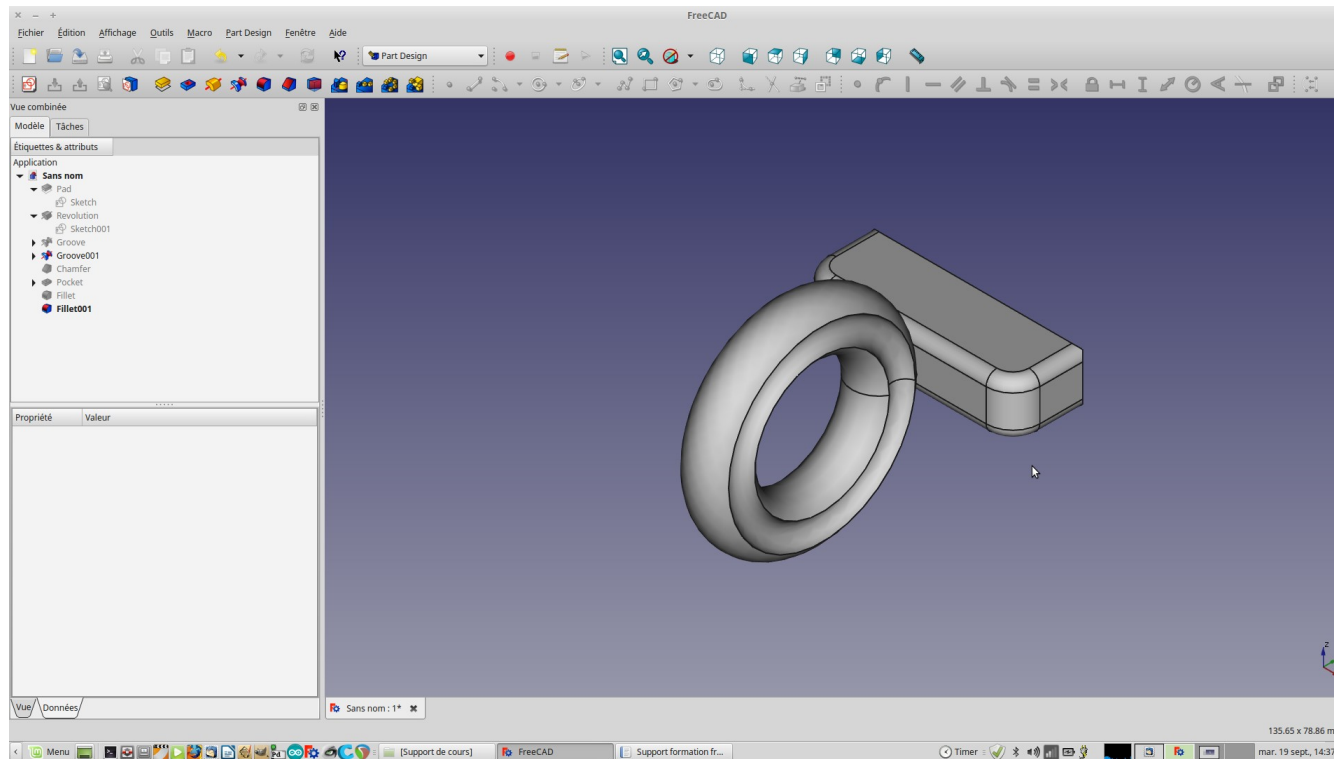 FreeCAD
Fichier Édition Affichage Outils Macro Part Design Fenêtre Aide
Part Design
Vue combinée
Modèle Tâches
Étiquettes & attributs
Application
Sans nom
Pad
Sketch
Revolution
Sketch001
Groove
Groove001
Chamfer
Pocket
Fillet
Fillet001
Propriété Valeur
Z
Vue Données
Sans nom : 1*
135.65 x 78.86 m
Menu [Support de cours] FreeCAD Support formation fr... Timer mar. 19 sept., 14:37